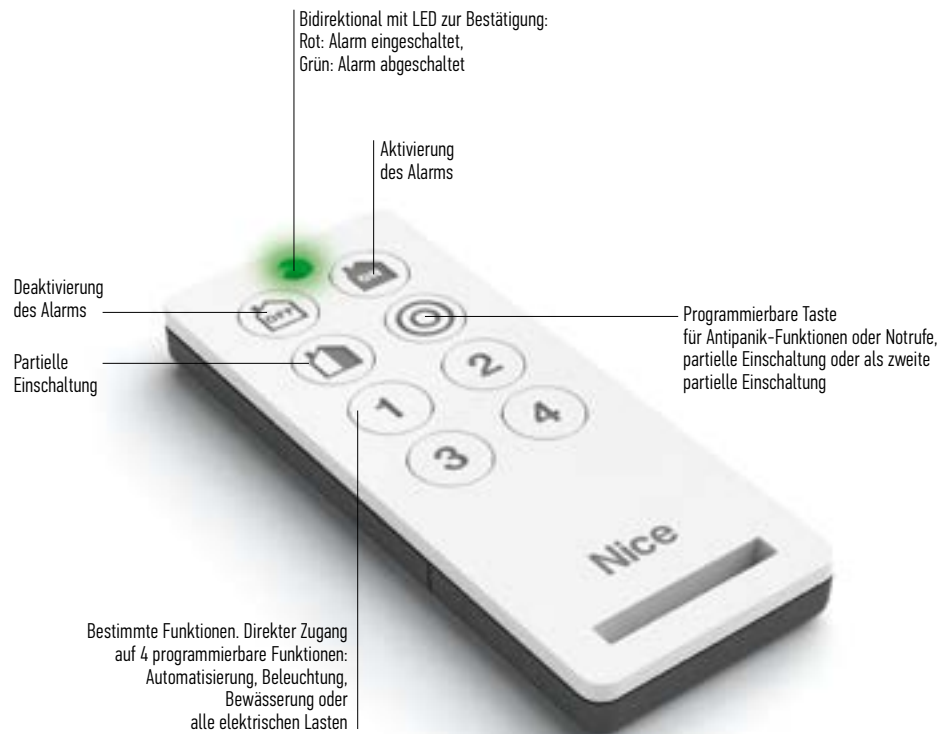 Bidirektional mit LED zur Bestätigung:
Rot: Alarm eingeschaltet,
Grün: Alarm abgeschaltet
Aktivierung
des Alarms
Deaktivierung
des Alarms
Partielle
Einschaltung
Programmierbare Taste
für Antipanik-Funktionen oder Notrufe,
partielle Einschaltung oder als zweite
partielle Einschaltung
ON
OFF
1
2
3
4
Nice
Bestimmte Funktionen. Direkter Zugang
auf 4 programmierbare Funktionen:
Automatisierung, Beleuchtung,
Bewässerung oder
alle elektrischen Lasten